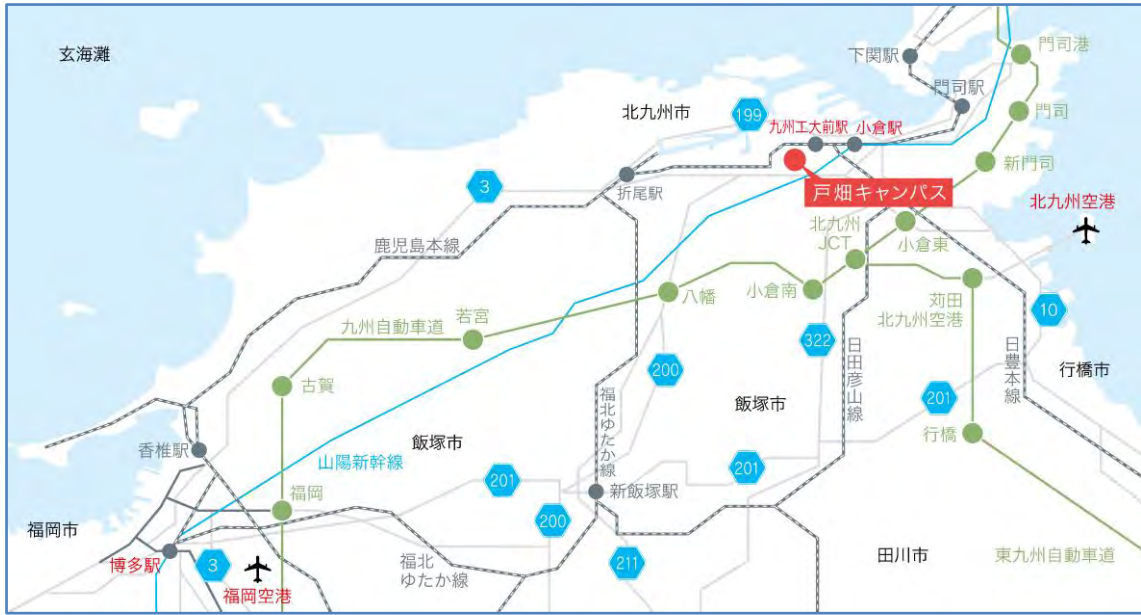 玄海灘
下関駅
門司港
門司駅
門司
北九州市
199
九州工大前駅
小倉駅
新門司
3
折尾駅
戸畑キャンパス
北九州空港
鹿児島本線
北九州
JCT
小倉東
八幡
小倉南
苅田
北九州空港
10
九州自動車道
若宮
322
日田彦山線
日豊本線
行橋市
古賀
200
福北ゆたか線
飯塚市
201
行橋
香椎駅
飯塚市
山陽新幹線
201
201
新飯塚駅
福岡
200
福岡市
博多駅
3
福岡空港
福北
ゆたか線
211
田川市
東九州自動車道